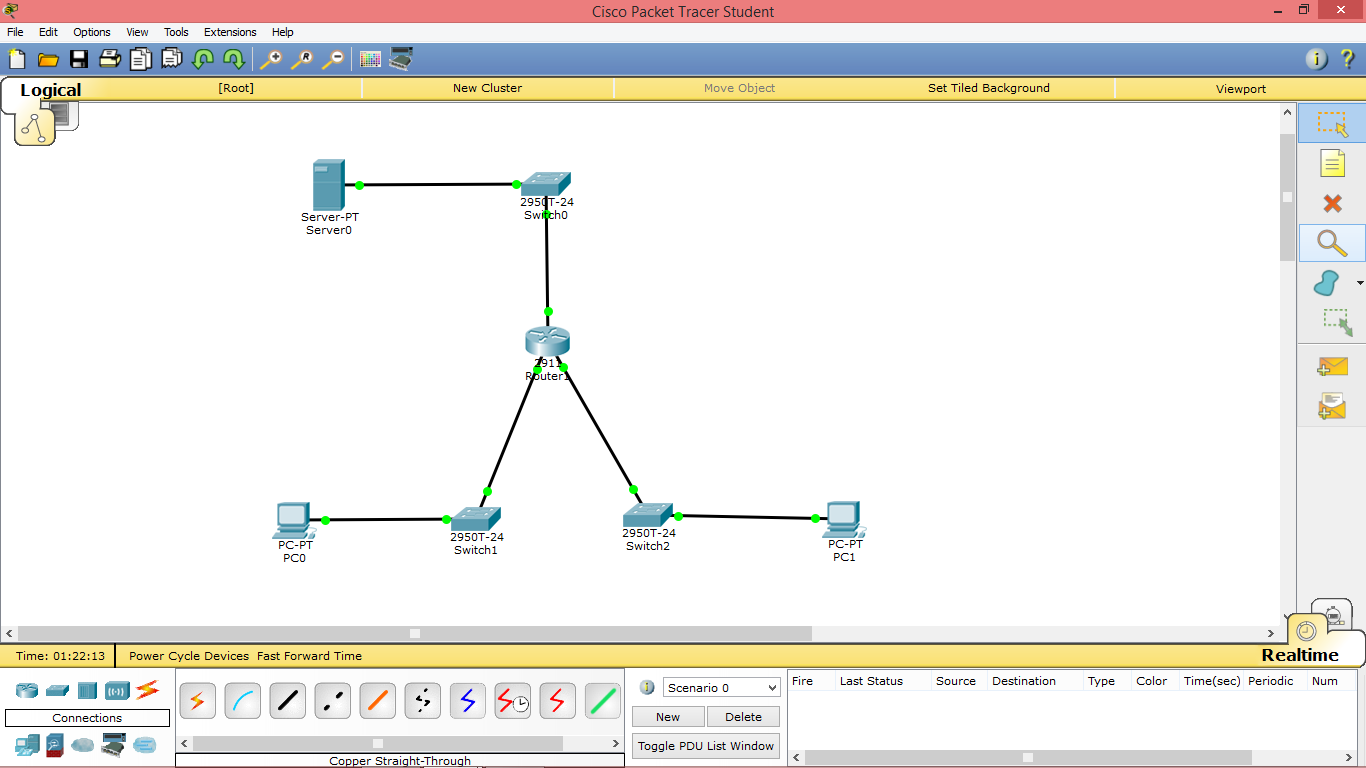 Cisco Packet Tracer Student
File Edit Options View Tools Extensions Help
Logical [Root] New Cluster Move Object Set Tiled Background Viewport
Server-PT
Server0
2950T-24
Switch0
2911
Router1
PC-PT
PC0
2950T-24
Switch1
2950T-24
Switch2
PC-PT
PC1
Realtime
Time: 01:22:13 Power Cycle Devices Fast Forward Time
Connections
Copper Straight-Through
Scenario 0
New Delete
Toggle PDU List Window
Fire Last Status Source Destination Type Color Time(sec) Periodic Num